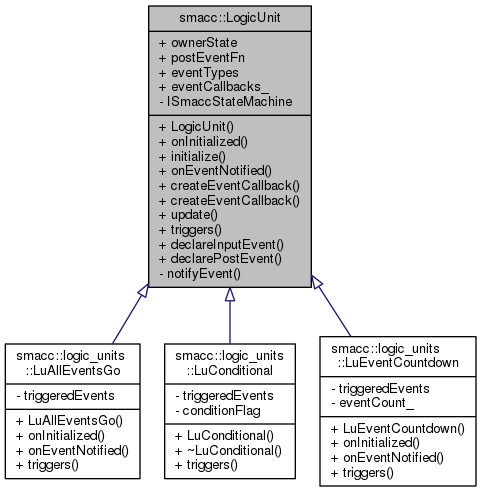 smacc::LogicUnit
+ ownerState
+ postEventFn
+ eventTypes
+ eventCallbacks_
- ISmaccStateMachine
+ LogicUnit()
+ onInitialized()
+ initialize()
+ onEventNotified()
+ createEventCallback()
+ createEventCallback()
+ update()
+ triggers()
+ declareInputEvent()
+ declarePostEvent()
- notifyEvent()
smacc::logic_units
::LuAllEventsGo
- triggeredEvents
+ LuAllEventsGo()
+ onInitialized()
+ onEventNotified()
+ triggers()
smacc::logic_units
::LuConditional
- triggeredEvents
- conditionFlag
+ LuConditional()
+ ~LuConditional()
+ triggers()
smacc::logic_units
::LuEventCountdown
- triggeredEvents
- eventCount_
+ LuEventCountdown()
+ onInitialized()
+ onEventNotified()
+ triggers()